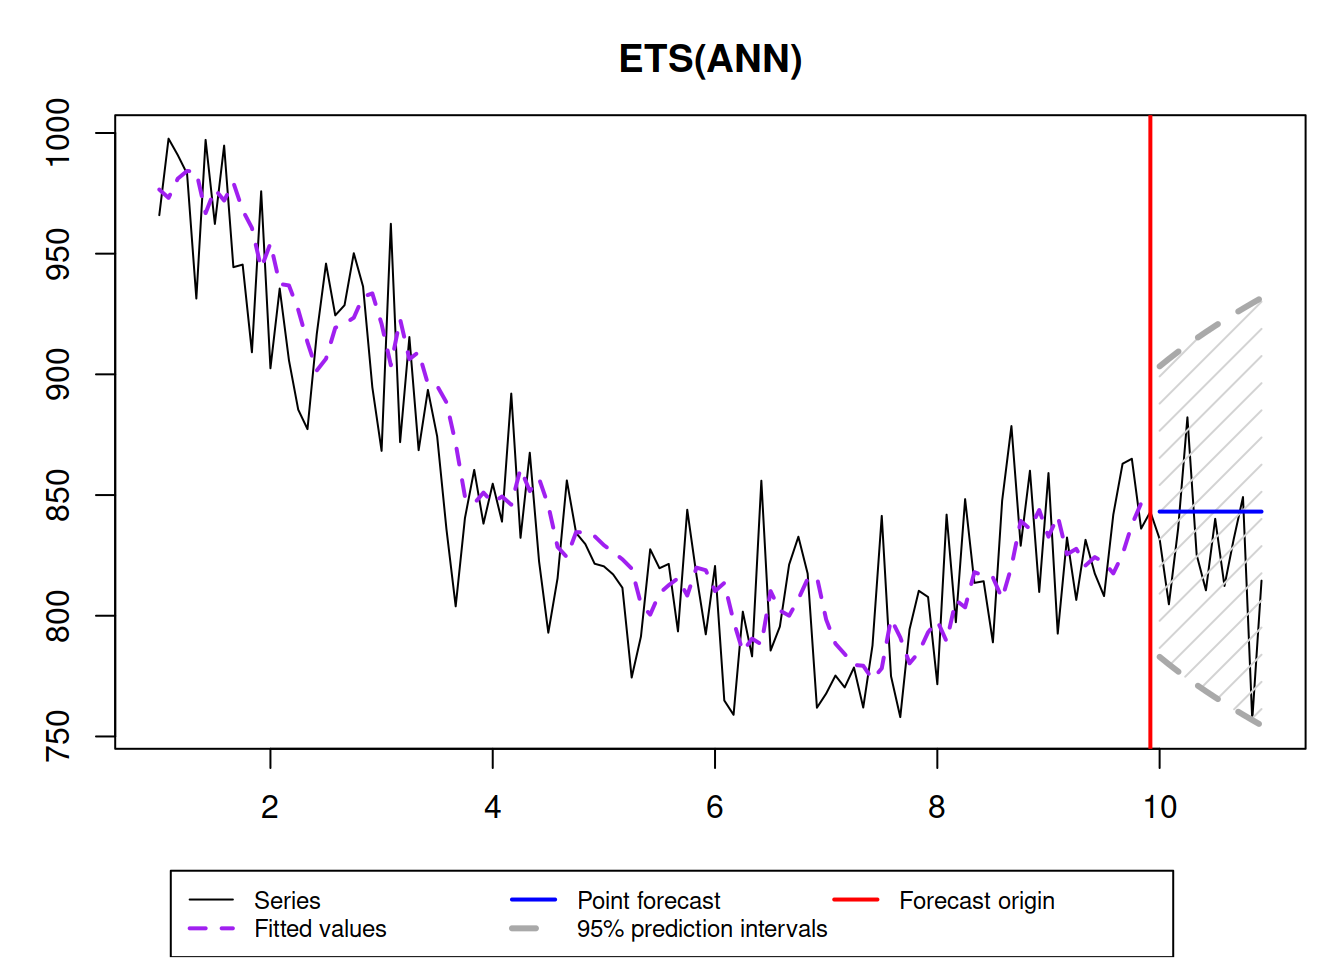 ETS(ANN)
1000
950
900
850
800
750
2 4 6 8 10
Series Point forecast Forecast origin
Fitted values 95% prediction intervals